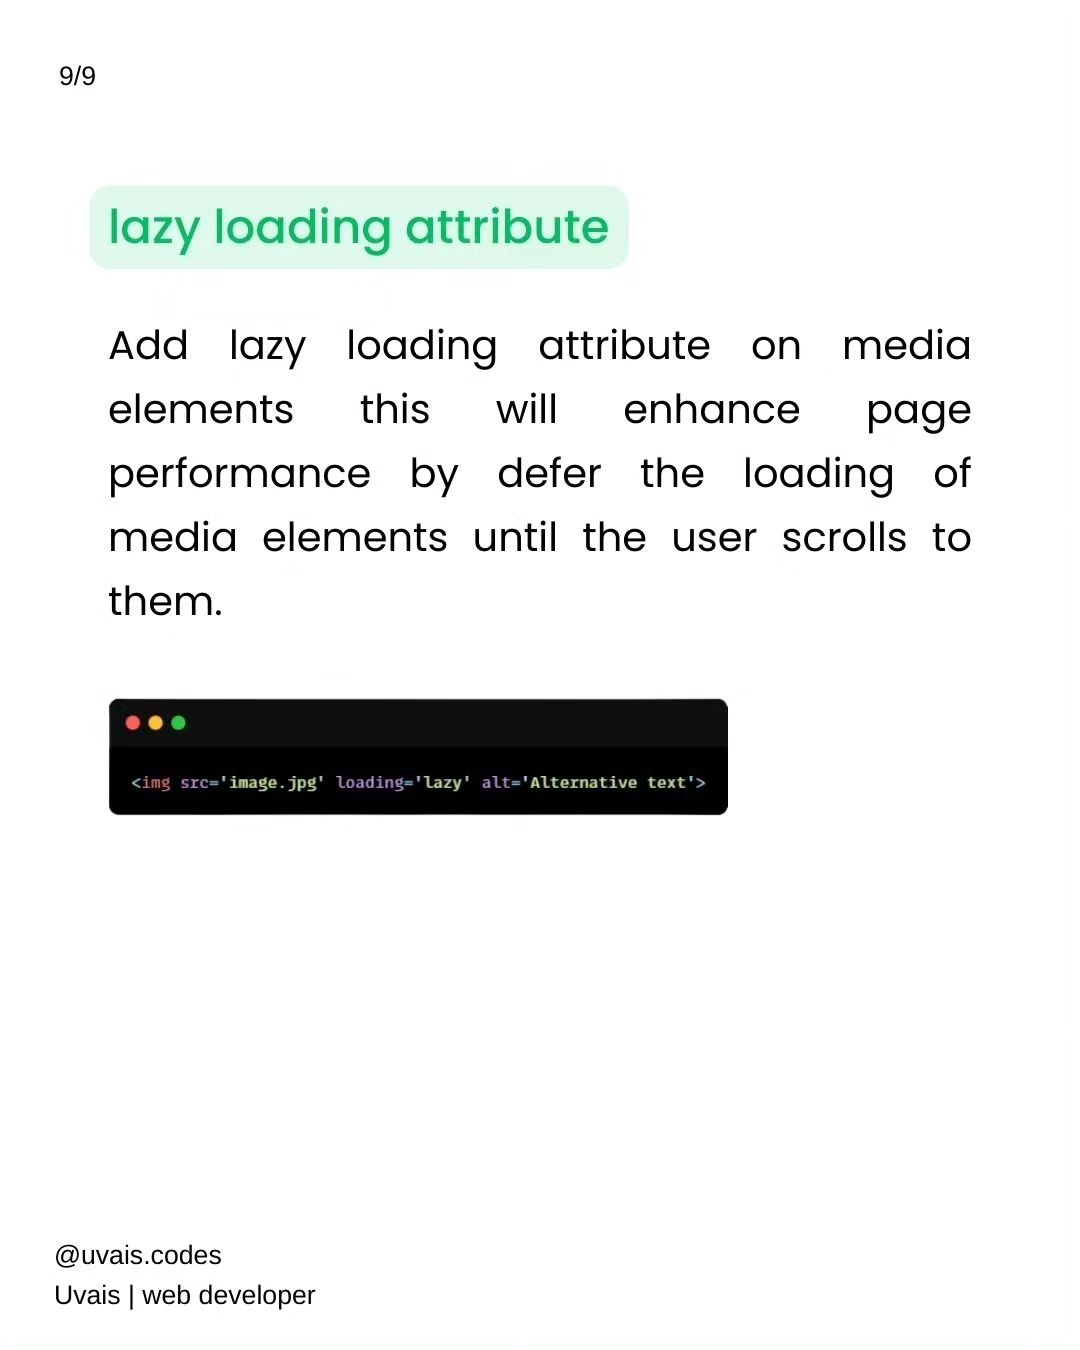 9/9
lazy loading attribute
Add lazy loading attribute on media
elements this will enhance page
performance by defer the loading of
media elements until the user scrolls to
them.
<img src='image.jpg' loading='lazy' alt='Alternative text'>
@uvais.codes
Uvais | web developer